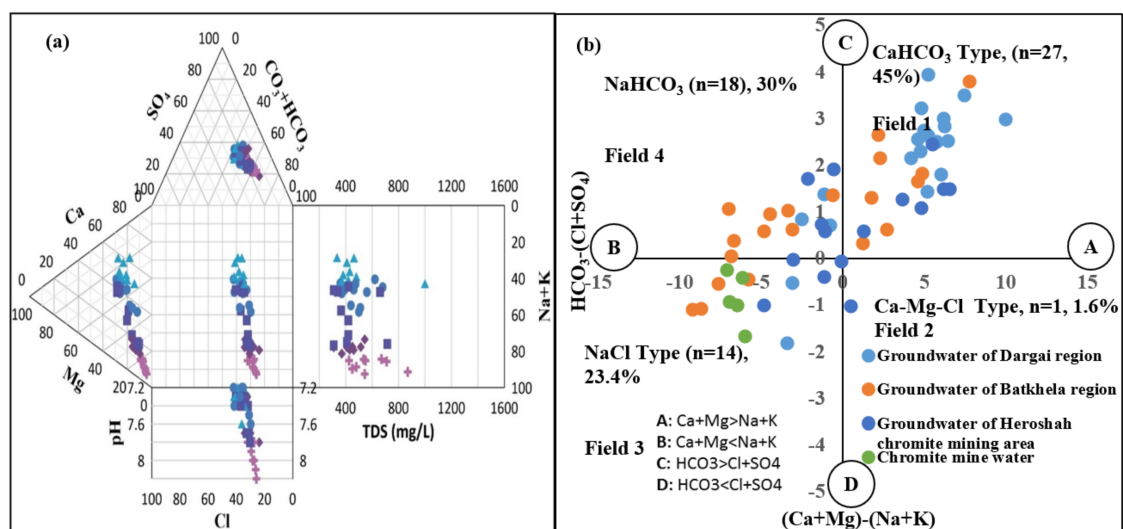 (a)
100
0
80
20
60
40
40
60
20
80
100
0
SO4
CO3+HCO3
100
80
60
40
20
0
Ca
100
80
60
40
20
Mg
400
800
1200
1600
0
20
40
60
80
100
Na+K
400
800
1200
1600
TDS (mg/L)
7.2
7.2
0
7.6
7.6
8
8
pH
100
80
60
40
20
0
Cl
(b)
5
C
CaHCO3 Type, (n=27,
45%)
NaHCO3 (n=18), 30%
4
3
Field 1
Field 4
2
1
HCO3-(Cl+SO4)
B
0
A
-15
-10
-5
0
5
10
15
-1
Ca-Mg-Cl Type, n=1, 1.6%
Field 2
NaCl Type (n=14),
23.4%
-2
Groundwater of Dargai region
-3
Groundwater of Batkhela region
A: Ca+Mg>Na+K
B: Ca+Mg<Na+K
C: HCO3>Cl+SO4
D: HCO3<Cl+SO4
Field 3
-4
Groundwater of Heroshah
chromite mining area
Chromite mine water
-5
D
(Ca+Mg)-(Na+K)